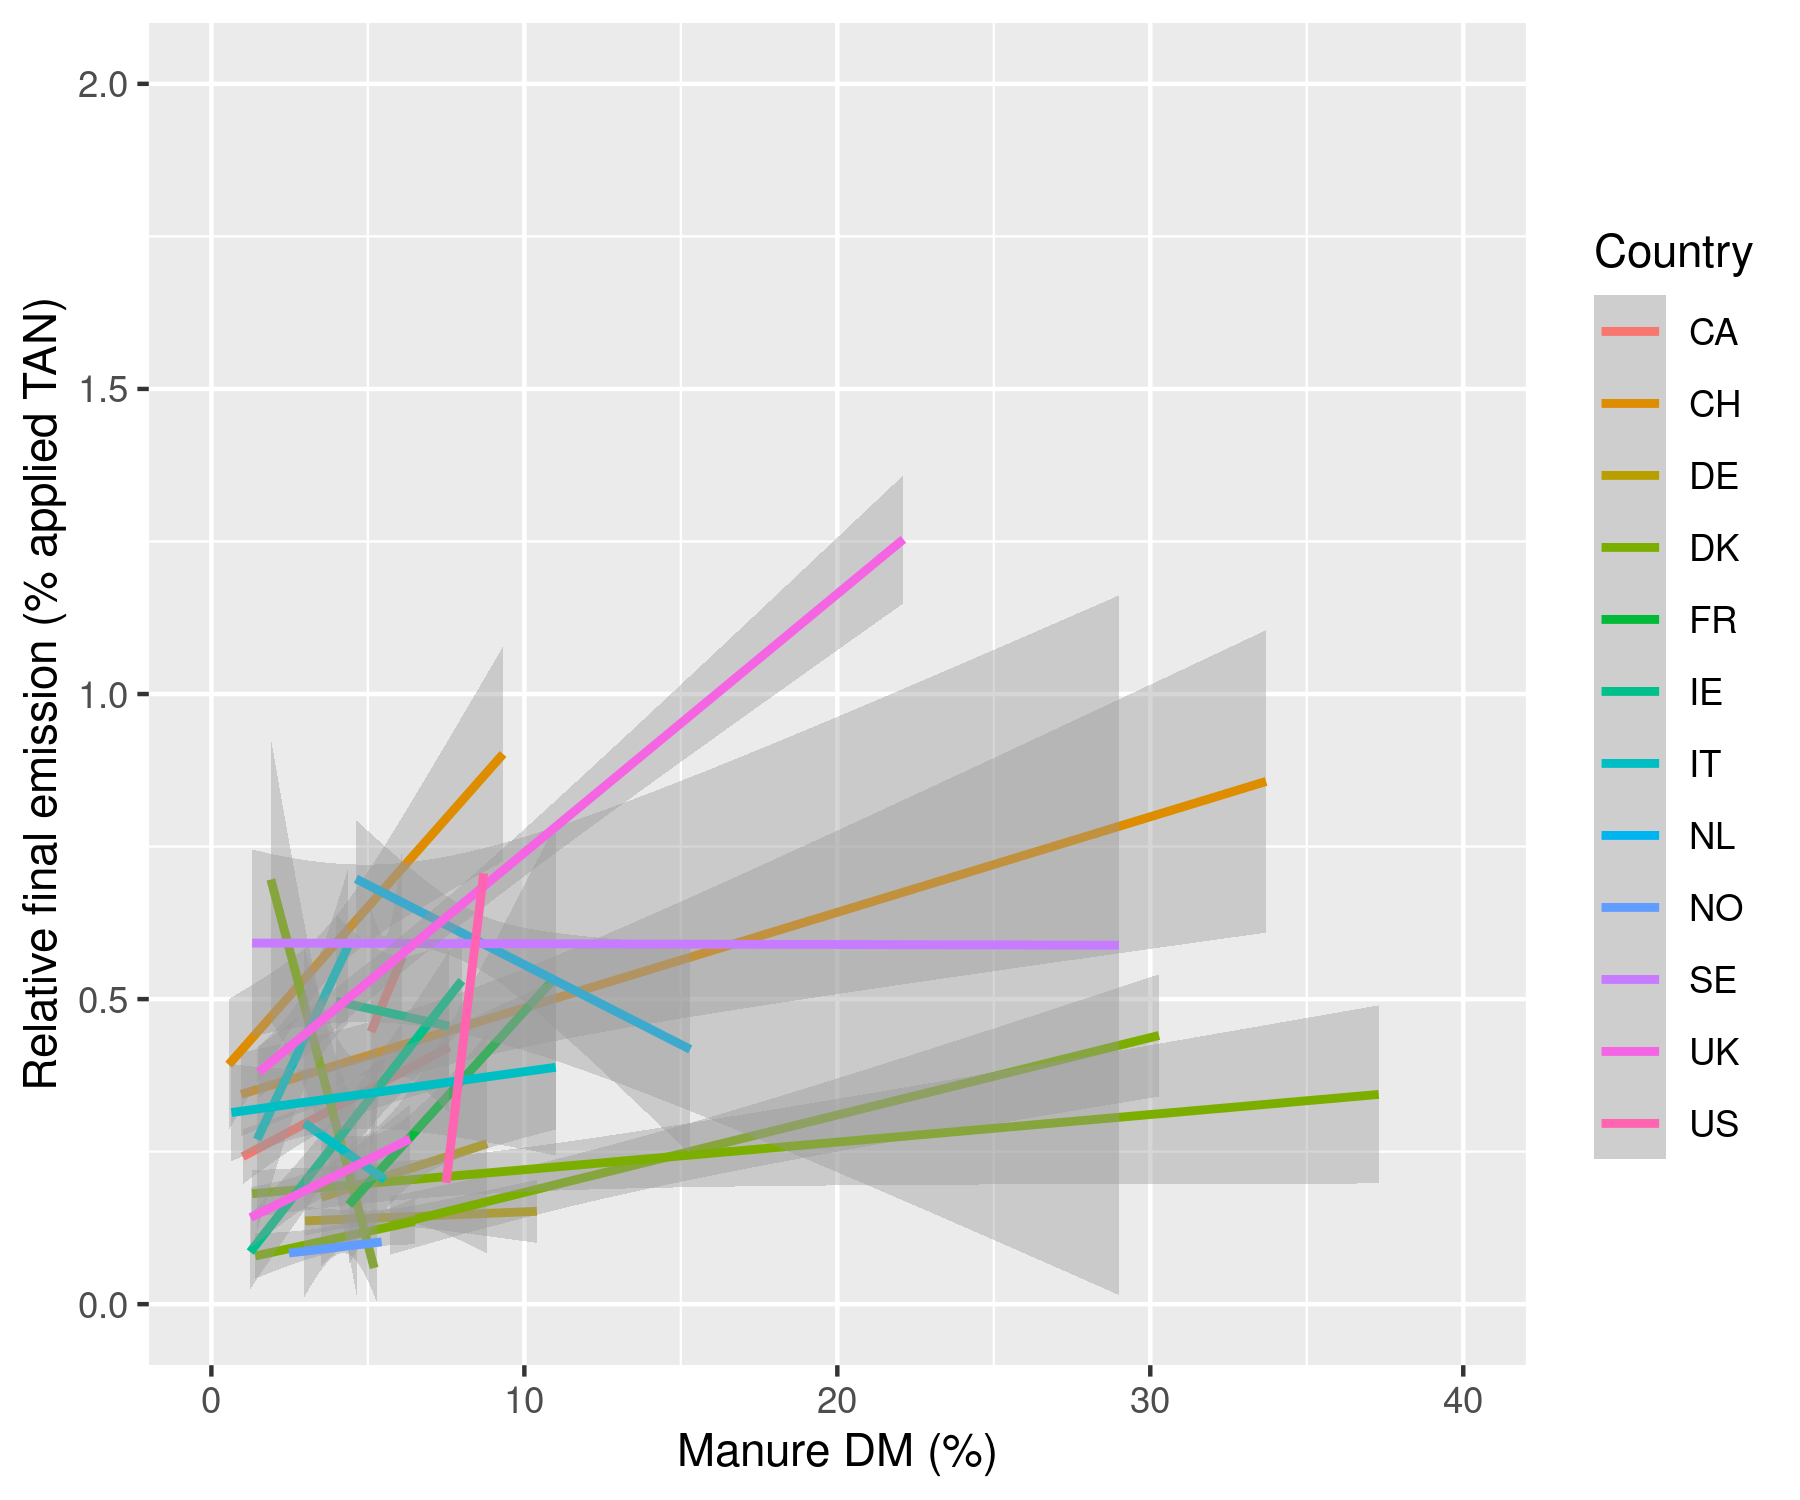 2.0
1.5
1.0
0.5
0.0
Relative final emission (% applied TAN)
0 10 20 30 40
Manure DM (%)
Country
CA
CH
DE
DK
FR
IE
IT
NL
NO
SE
UK
US